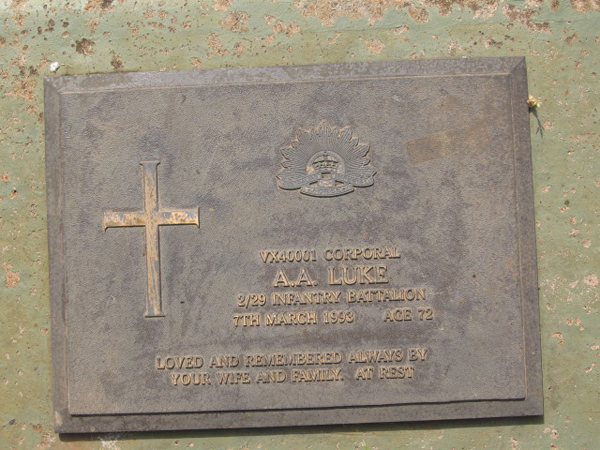 VX40001 CORPORAL
A.A. LUKE
2/29 INFANTRY BATTALION
7TH MARCH 1993 AGE 72
LOVED AND REMEMBERED ALWAYS BY
YOUR WIFE AND FAMILY. AT REST